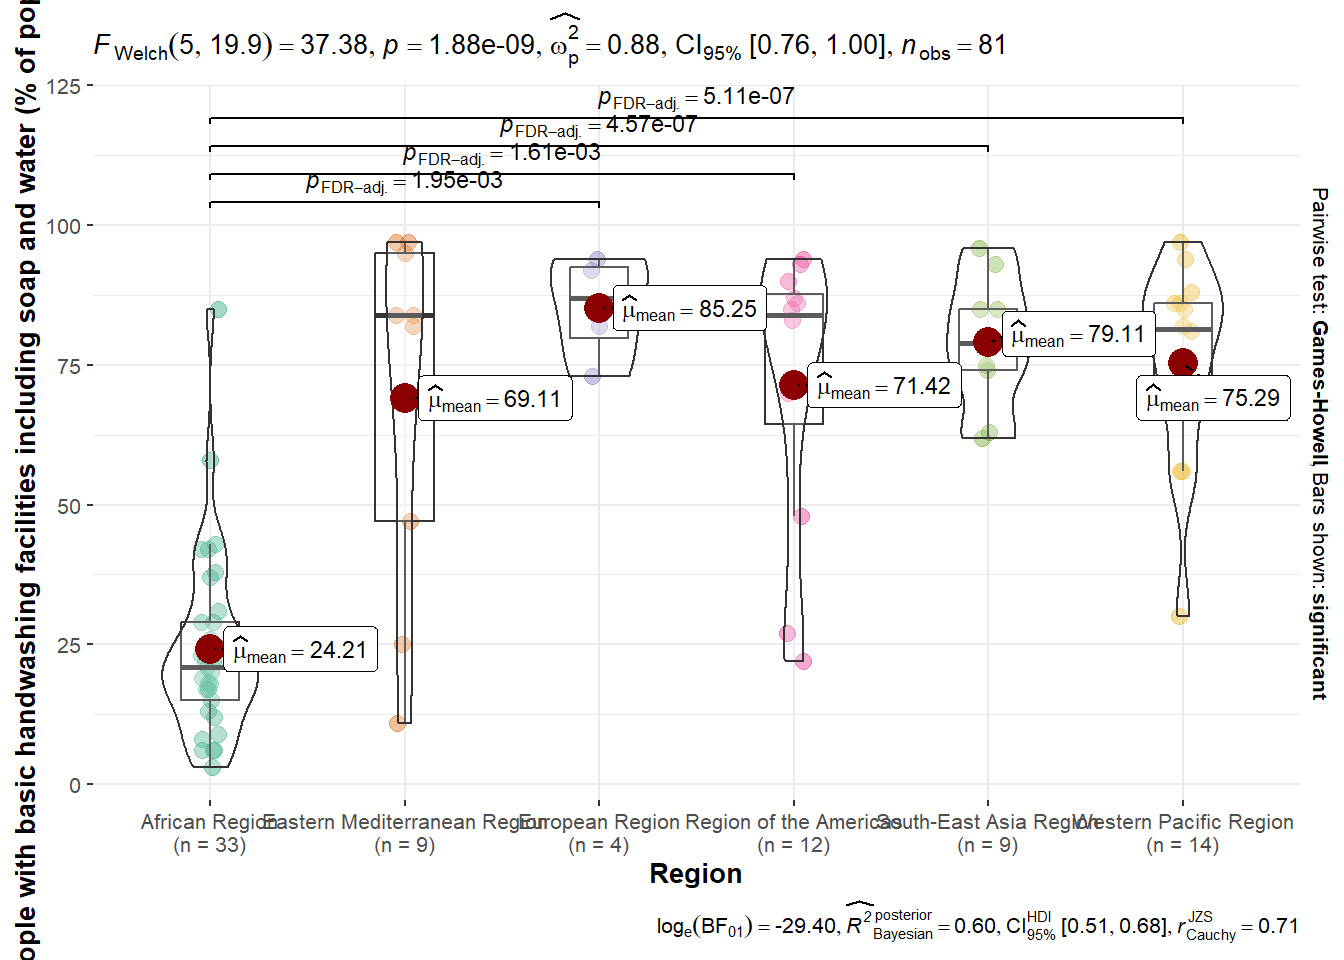 F Welch(5, 19.9) = 37.38, p = 1.88e-09, ω̂²p = 0.88, CI95% [0.76, 1.00], n obs = 81
ople with basic handwashing facilities including soap and water (% of pop
125
100
75
50
25
0
pFDR–adj. = 5.11e-07
pFDR–adj. = 4.57e-07
pFDR–adj. = 1.61e-03
pFDR–adj. = 1.95e-03
μ̂mean = 24.21
μ̂mean = 69.11
μ̂mean = 85.25
μ̂mean = 71.42
μ̂mean = 79.11
μ̂mean = 75.29
Pairwise test: Games-Howell, Bars shown: significant
African Region
(n = 33)
Eastern Mediterranean Region
(n = 9)
European Region
(n = 4)
Region of the Americas
(n = 12)
South-East Asia Region
(n = 9)
Western Pacific Region
(n = 14)
Region
loge(BF01) = -29.40, R̂² posterior Bayesian = 0.60, CI HDI 95% [0.51, 0.68], r JZS Cauchy = 0.71